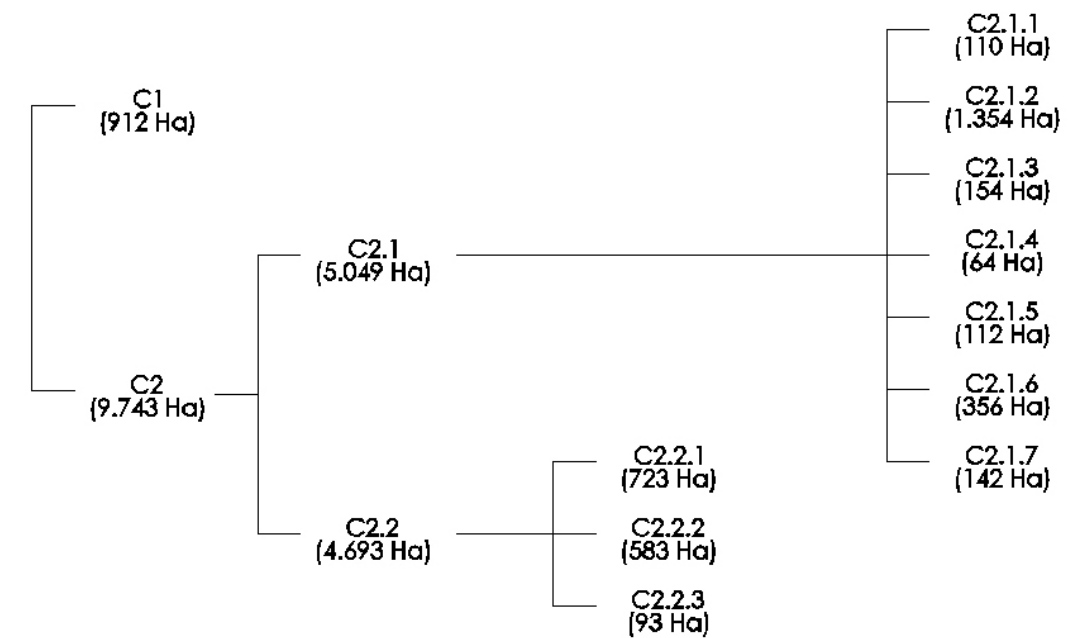 C1
(912 Ha)
C2
(9.743 Ha)
C2.1
(5.049 Ha)
C2.2
(4.693 Ha)
C2.2.1
(723 Ha)
C2.2.2
(583 Ha)
C2.2.3
(93 Ha)
C2.1.1
(110 Ha)
C2.1.2
(1.354 Ha)
C2.1.3
(154 Ha)
C2.1.4
(64 Ha)
C2.1.5
(112 Ha)
C2.1.6
(356 Ha)
C2.1.7
(142 Ha)